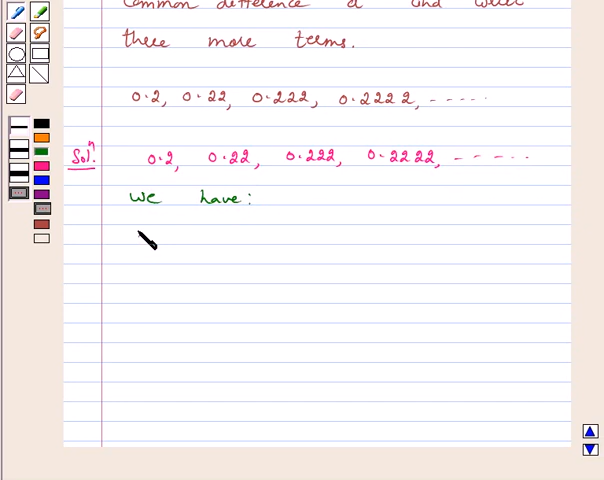 common difference d and write
three more terms.
0.2, 0.22, 0.222, 0.2222, -----
Solⁿ. 0.2, 0.22, 0.222, 0.2222, ------
we have: